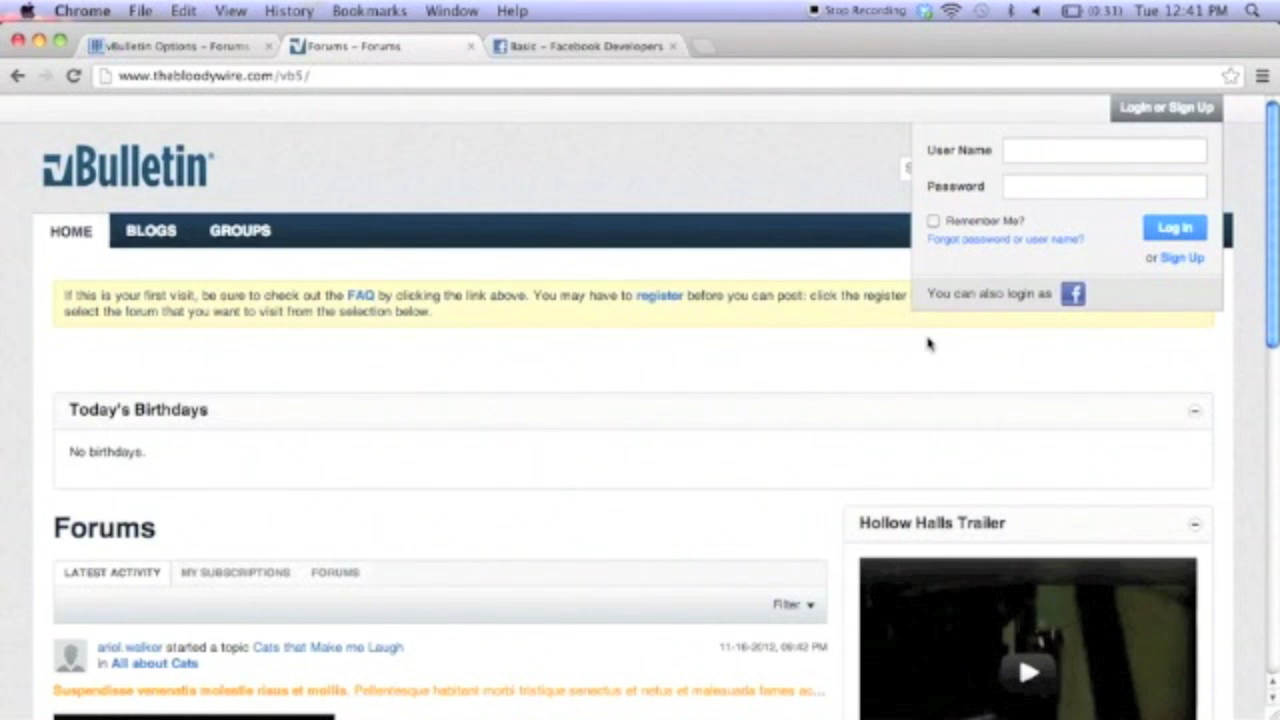 Chrome File Edit View History Bookmarks Window Help Stop Recording (0:31) Tue 12:41 PM
vBulletin Options – Forums Forums – Forums Basic – Facebook Developers
www.thebloodywire.com/vb5/
Login or Sign Up
vBulletin
User Name
Password
Remember Me?
Log in
Forgot password or user name?
or Sign Up
You can also login as
HOME BLOGS GROUPS
If this is your first visit, be sure to check out the FAQ by clicking the link above. You may have to register before you can post: click the register
select the forum that you want to visit from the selection below.
Today's Birthdays
No birthdays.
Forums
LATEST ACTIVITY MY SUBSCRIPTIONS FORUMS
Filter
ariol.walker started a topic Cats that Make me Laugh 11-16-2012, 09:42 PM
in All about Cats
Suspendisse venenatis molestie risus et mollis. Pellentesque habitant morbi tristique senectus et netus et malesuada fames ac...
Hollow Halls Trailer